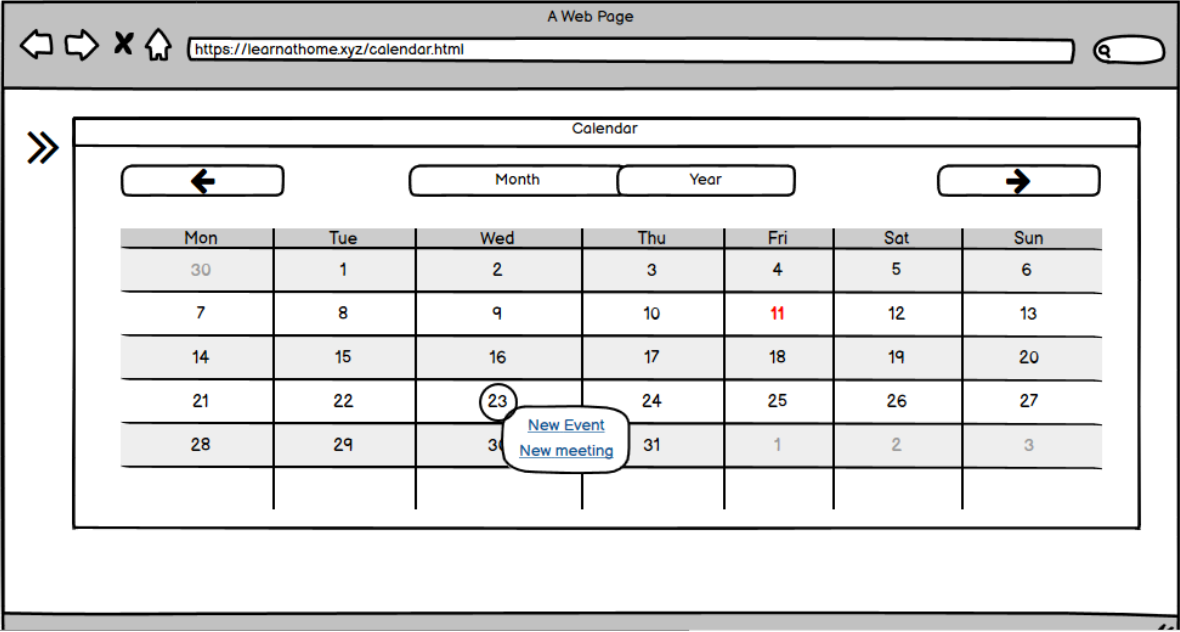 A Web Page
https://learnathome.xyz/calendar.html
Calendar
Month Year
Mon Tue Wed Thu Fri Sat Sun
30 1 2 3 4 5 6
7 8 9 10 11 12 13
14 15 16 17 18 19 20
21 22 23 24 25 26 27
New Event
28 29 30 31 1 2 3
New meeting